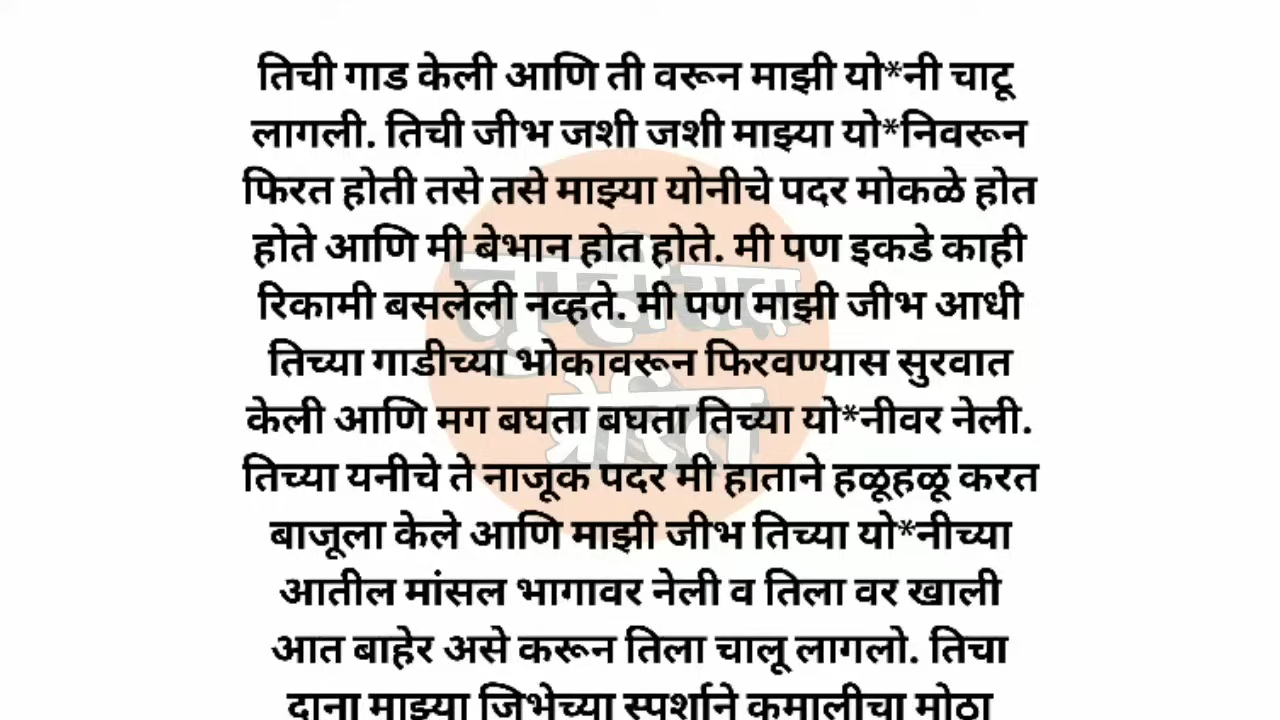 तिची गाड केली आणि ती वरून माझी यो*नी चाटू
लागली. तिची जीभ जशी जशी माझ्या यो*निवरून
फिरत होती तसे तसे माझ्या योनीचे पदर मोकळे होत
होते आणि मी बेभान होत होते. मी पण इकडे काही
रिकामी बसलेली नव्हते. मी पण माझी जीभ आधी
तिच्या गाडीच्या भोकावरून फिरवण्यास सुरवात
केली आणि मग बघता बघता तिच्या यो*नीवर नेली.
तिच्या यनीचे ते नाजूक पदर मी हाताने हळूहळू करत
बाजूला केले आणि माझी जीभ तिच्या यो*नीच्या
आतील मांसल भागावर नेली व तिला वर खाली
आत बाहेर असे करून तिला चालू लागलो. तिचा
दाना माझ्या जिभेच्या स्पर्शाने कमालीचा मोठा
प्रेरित